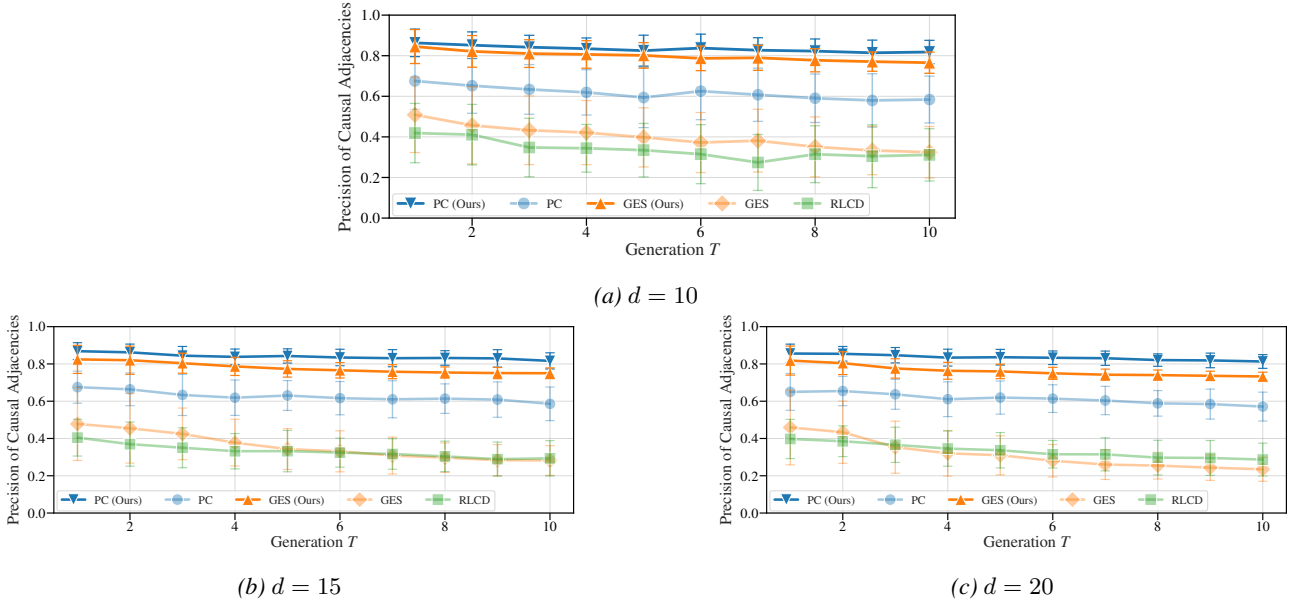 Precision of Causal Adjacencies
1.0
0.8
0.6
0.4
0.2
0.0
PC (Ours) PC GES (Ours) GES RLCD
2 4 6 8 10
Generation T
(a) d = 10
Precision of Causal Adjacencies
1.0
0.8
0.6
0.4
0.2
0.0
PC (Ours) PC GES (Ours) GES RLCD
2 4 6 8 10
Generation T
(b) d = 15
Precision of Causal Adjacencies
1.0
0.8
0.6
0.4
0.2
0.0
PC (Ours) PC GES (Ours) GES RLCD
2 4 6 8 10
Generation T
(c) d = 20